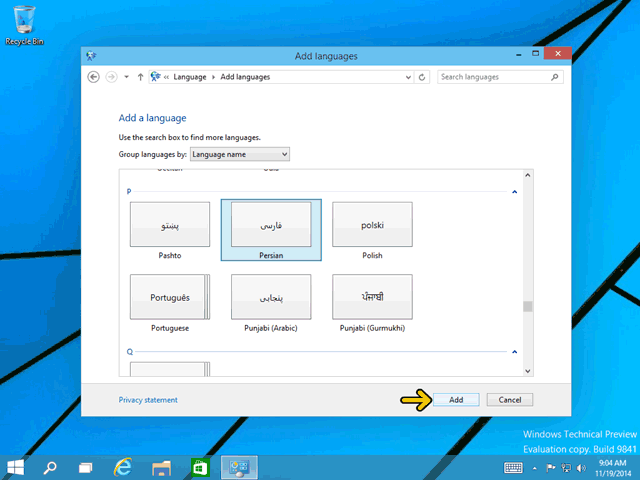 Recycle Bin
Add languages
« Language ▸ Add languages
Search languages
Add a language
Use the search box to find more languages.
Group languages by: Language name
P
پښتو
فارسی
polski
Pashto
Persian
Polish
Português
پنجابی
ਪੰਜਾਬੀ
Portuguese
Punjabi (Arabic)
Punjabi (Gurmukhi)
Q
Privacy statement
Add
Cancel
Windows Technical Preview
Evaluation copy. Build 9841
9:04 AM
11/19/2014